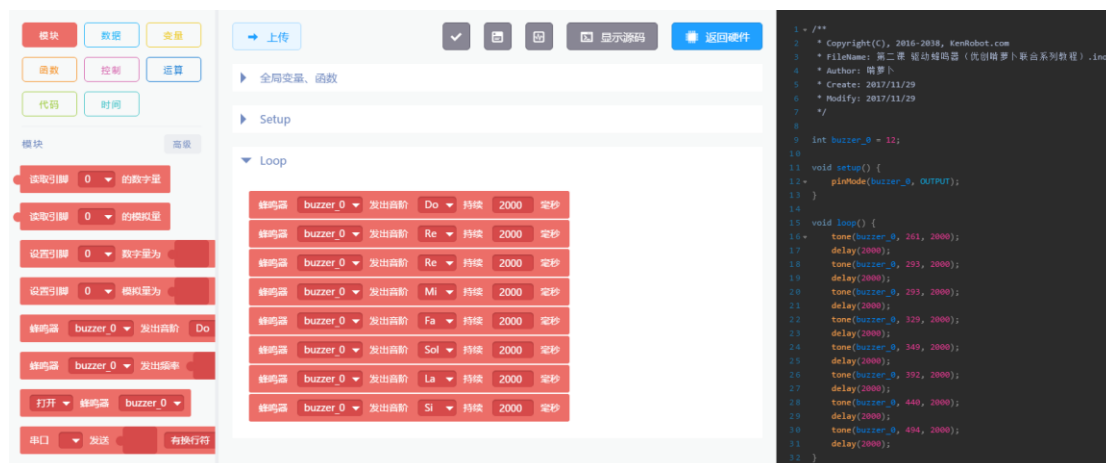 模块 数据 变量
函数 控制 运算
代码 时间
模块 高级
读取引脚 0 的数字量
读取引脚 0 的模拟量
设置引脚 0 数字量为
设置引脚 0 模拟量为
蜂鸣器 buzzer_0 发出音阶 Do
蜂鸣器 buzzer_0 发出频率
打开 蜂鸣器 buzzer_0
串口 发送 有换行符
上传 显示源码 返回硬件
全局变量、函数
Setup
Loop
蜂鸣器 buzzer_0 发出音阶 Do 持续 2000 毫秒
蜂鸣器 buzzer_0 发出音阶 Re 持续 2000 毫秒
蜂鸣器 buzzer_0 发出音阶 Re 持续 2000 毫秒
蜂鸣器 buzzer_0 发出音阶 Mi 持续 2000 毫秒
蜂鸣器 buzzer_0 发出音阶 Fa 持续 2000 毫秒
蜂鸣器 buzzer_0 发出音阶 Sol 持续 2000 毫秒
蜂鸣器 buzzer_0 发出音阶 La 持续 2000 毫秒
蜂鸣器 buzzer_0 发出音阶 Si 持续 2000 毫秒
1 /**
2 * Copyright(C), 2016-2038, KenRobot.com
3 * FileName: 第二课 驱动蜂鸣器（优创啃萝卜联合系列教程）.ino
4 * Author: 啃萝卜
5 * Create: 2017/11/29
6 * Modify: 2017/11/29
7 */
8
9 int buzzer_0 = 12;
10
11 void setup() {
12 pinMode(buzzer_0, OUTPUT);
13 }
14
15 void loop() {
16 tone(buzzer_0, 261, 2000);
17 delay(2000);
18 tone(buzzer_0, 293, 2000);
19 delay(2000);
20 tone(buzzer_0, 293, 2000);
21 delay(2000);
22 tone(buzzer_0, 329, 2000);
23 delay(2000);
24 tone(buzzer_0, 349, 2000);
25 delay(2000);
26 tone(buzzer_0, 392, 2000);
27 delay(2000);
28 tone(buzzer_0, 440, 2000);
29 delay(2000);
30 tone(buzzer_0, 494, 2000);
31 delay(2000);
32 }